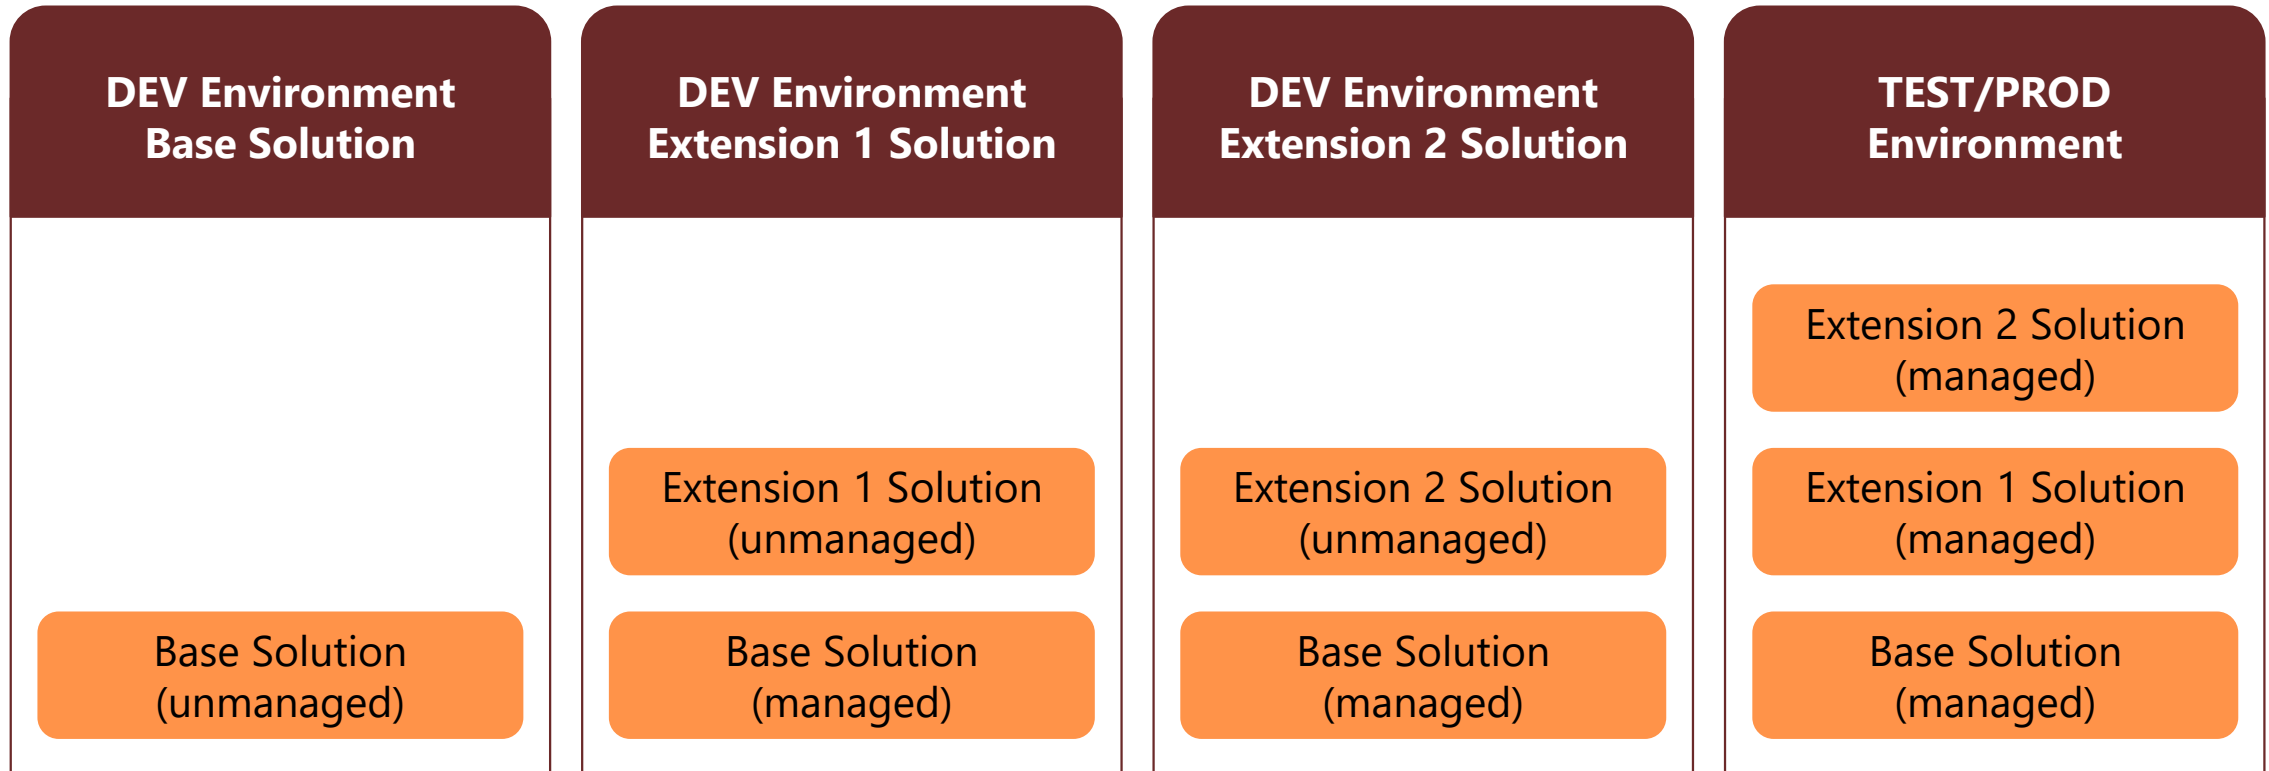 DEV Environment
Base Solution
Base Solution
(unmanaged)
DEV Environment
Extension 1 Solution
Extension 1 Solution
(unmanaged)
Base Solution
(managed)
DEV Environment
Extension 2 Solution
Extension 2 Solution
(unmanaged)
Base Solution
(managed)
TEST/PROD
Environment
Extension 2 Solution
(managed)
Extension 1 Solution
(managed)
Base Solution
(managed)